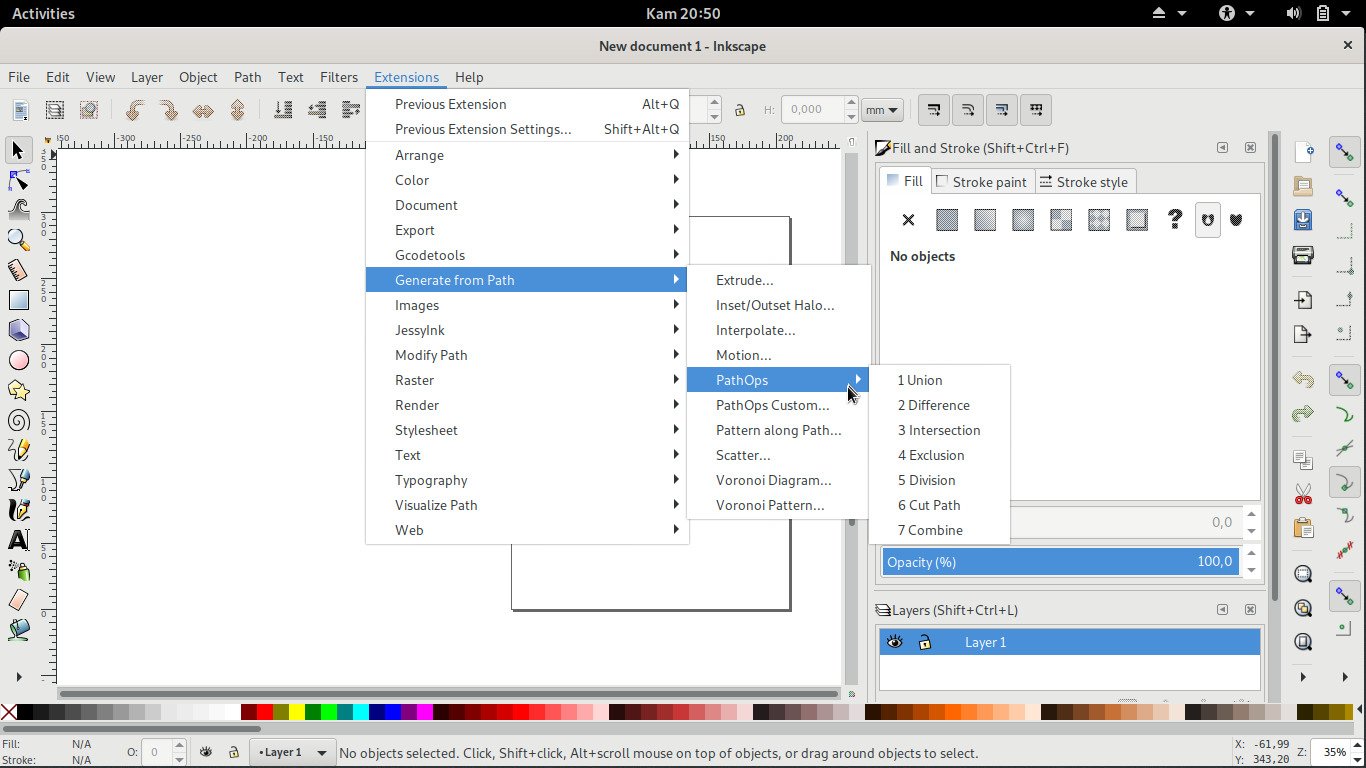 Activities
Kam 20:50
New document 1 - Inkscape
File Edit View Layer Object Path Text Filters Extensions Help
Previous Extension Alt+Q
Previous Extension Settings... Shift+Alt+Q
Arrange
Color
Document
Export
Gcodetools
Generate from Path
Images
JessyInk
Modify Path
Raster
Render
Stylesheet
Text
Typography
Visualize Path
Web
Extrude...
Inset/Outset Halo...
Interpolate...
Motion...
PathOps
PathOps Custom...
Pattern along Path...
Scatter...
Voronoi Diagram...
Voronoi Pattern...
1 Union
2 Difference
3 Intersection
4 Exclusion
5 Division
6 Cut Path
7 Combine
H: 0,000 mm
-300 -250 -200 -150 150 200
Fill and Stroke (Shift+Ctrl+F)
Fill Stroke paint Stroke style
No objects
0,0
Opacity (%) 100,0
Layers (Shift+Ctrl+L)
Layer 1
Fill: N/A
Stroke: N/A
O: 0
•Layer 1
No objects selected. Click, Shift+click, Alt+scroll mouse on top of objects, or drag around objects to select.
X: -61,99
Y: 343,20
Z: 35%